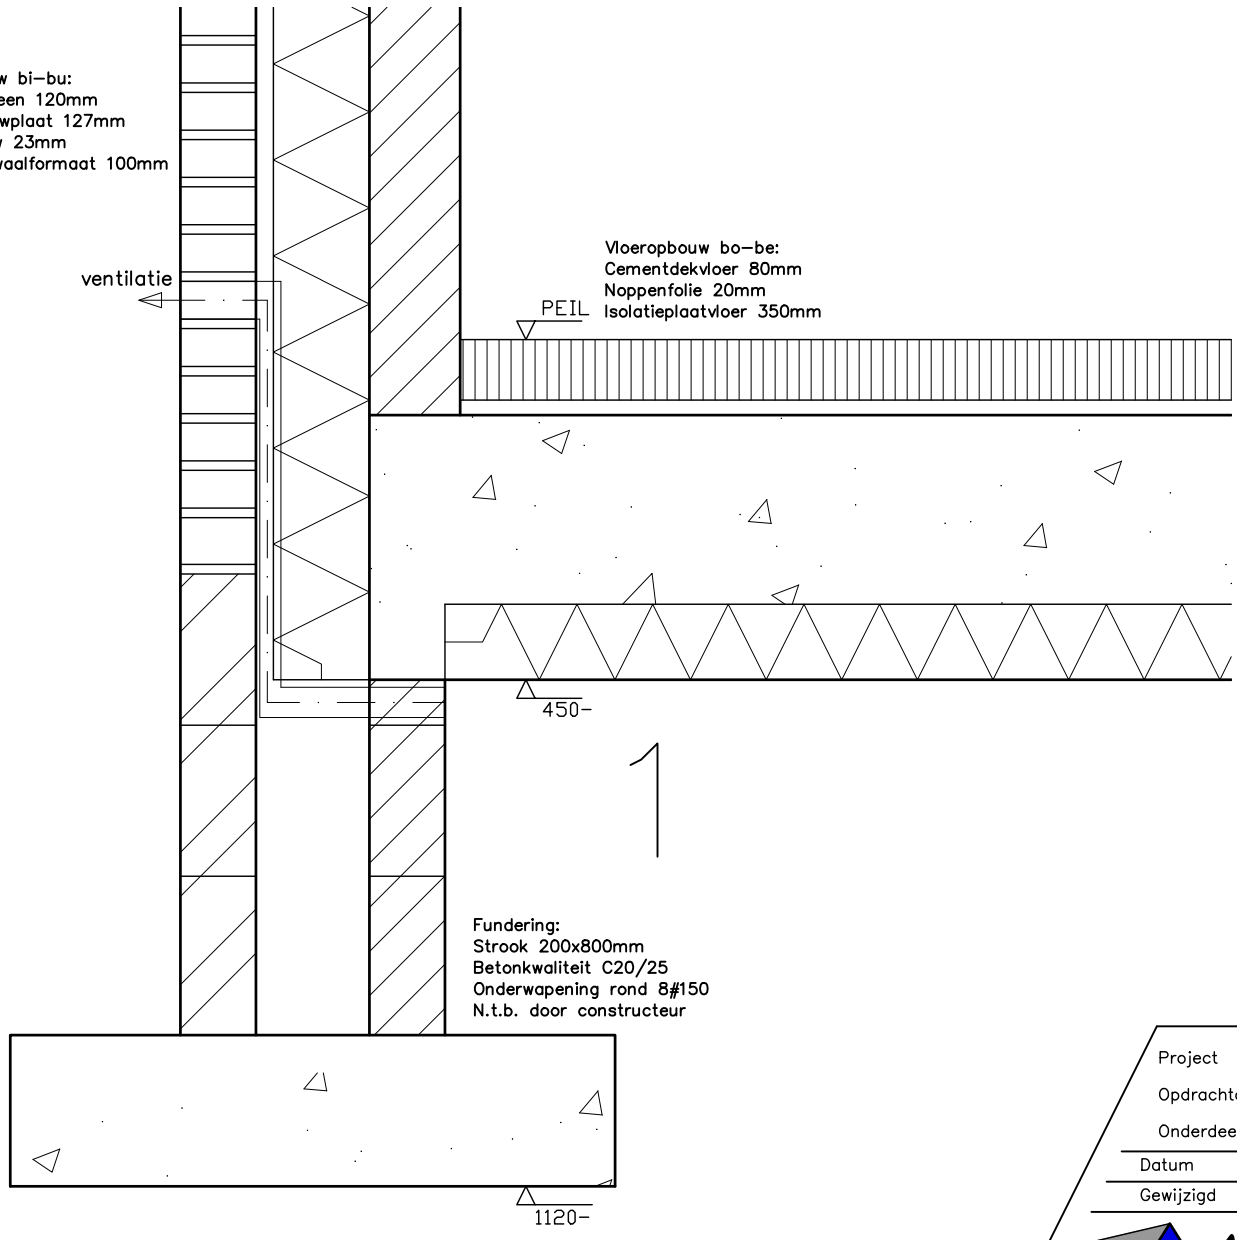 w bi-bu:
een 120mm
wplaat 127mm
23mm
waalformaat 100mm
ventilatie
Vloeropbouw bo-be:
Cementdekvloer 80mm
Noppenfolie 20mm
Isolatieplaatvloer 350mm
PEIL
450-
1
Fundering:
Strook 200x800mm
Betonkwaliteit C20/25
Onderwapening rond 8#150
N.t.b. door constructeur
1120-
Project
Opdrachtg
Onderdee
Datum
Gewijzigd